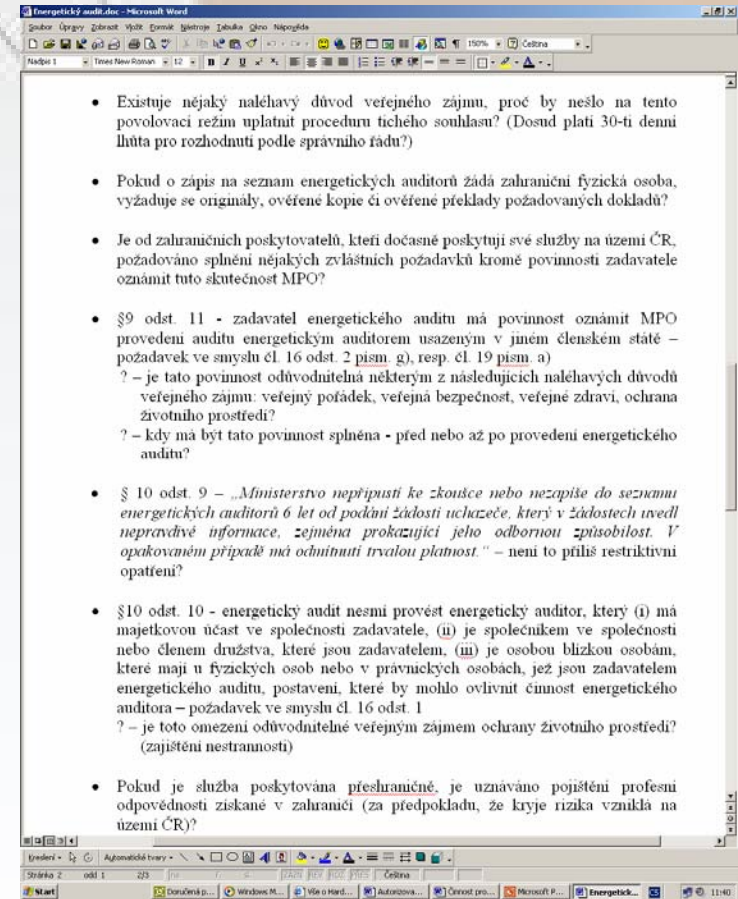 Energetický audit.doc - Microsoft Word
Soubor Úpravy Zobrazit Vložit Formát Nástroje Tabulka Okno Nápověda
150% Čeština
Nadpis 1 Times New Roman 12 B I U x² x₂
• Existuje nějaký naléhavý důvod veřejného zájmu, proč by nešlo na tento
povolovací režim uplatnit proceduru tichého souhlasu? (Dosud platí 30-ti denní
lhůta pro rozhodnutí podle správního řádu?)
• Pokud o zápis na seznam energetických auditorů žádá zahraniční fyzická osoba,
vyžaduje se originály, ověřené kopie či ověřené překlady požadovaných dokladů?
• Je od zahraničních poskytovatelů, kteří dočasně poskytují své služby na území ČR,
požadováno splnění nějakých zvláštních požadavků kromě povinnosti zadavatele
oznámit tuto skutečnost MPO?
• §9 odst. 11 - zadavatel energetického auditu má povinnost oznámit MPO
provedení auditu energetickým auditorem usazeným v jiném členském státě –
požadavek ve smyslu čl. 16 odst. 2 písm. g), resp. čl. 19 písm. a)
? – je tato povinnost odůvodnitelná některým z následujících naléhavých důvodů
veřejného zájmu: veřejný pořádek, veřejná bezpečnost, veřejné zdraví, ochrana
životního prostředí?
? – kdy má být tato povinnost splněna - před nebo až po provedení energetického
auditu?
• § 10 odst. 9 – „Ministerstvo nepřipustí ke zkoušce nebo nezapíše do seznamu
energetických auditorů 6 let od podání žádosti uchazeče, který v žádostech uvedl
nepravdivé informace, zejména prokazující jeho odbornou způsobilost. V
opakovaném případě má odmítnutí trvalou platnost.“ – není to příliš restriktivní
opatření?
• §10 odst. 10 - energetický audit nesmí provést energetický auditor, který (i) má
majetkovou účast ve společnosti zadavatele, (ii) je společníkem ve společnosti
nebo členem družstva, které jsou zadavatelem, (iii) je osobou blízkou osobám,
které mají u fyzických osob nebo v právnických osobách, jež jsou zadavatelem
energetického auditu, postavení, které by mohlo ovlivnit činnost energetického
auditora – požadavek ve smyslu čl. 16 odst. 1
? – je toto omezení odůvodnitelné veřejným zájmem ochrany životního prostředí?
(zajištění nestrannosti)
• Pokud je služba poskytována přeshraničně, je uznáváno pojištění profesní
odpovědnosti získané v zahraničí (za předpokladu, že kryje rizika vzniklá na
území ČR)?
Kreslení Automatické tvary
Stránka 2 odd 1 2/3 Čeština
Start Doručená p... Windows M... Vše o Hard... Autorizova... Činnost pro... Microsoft P... Energetick... 11:40